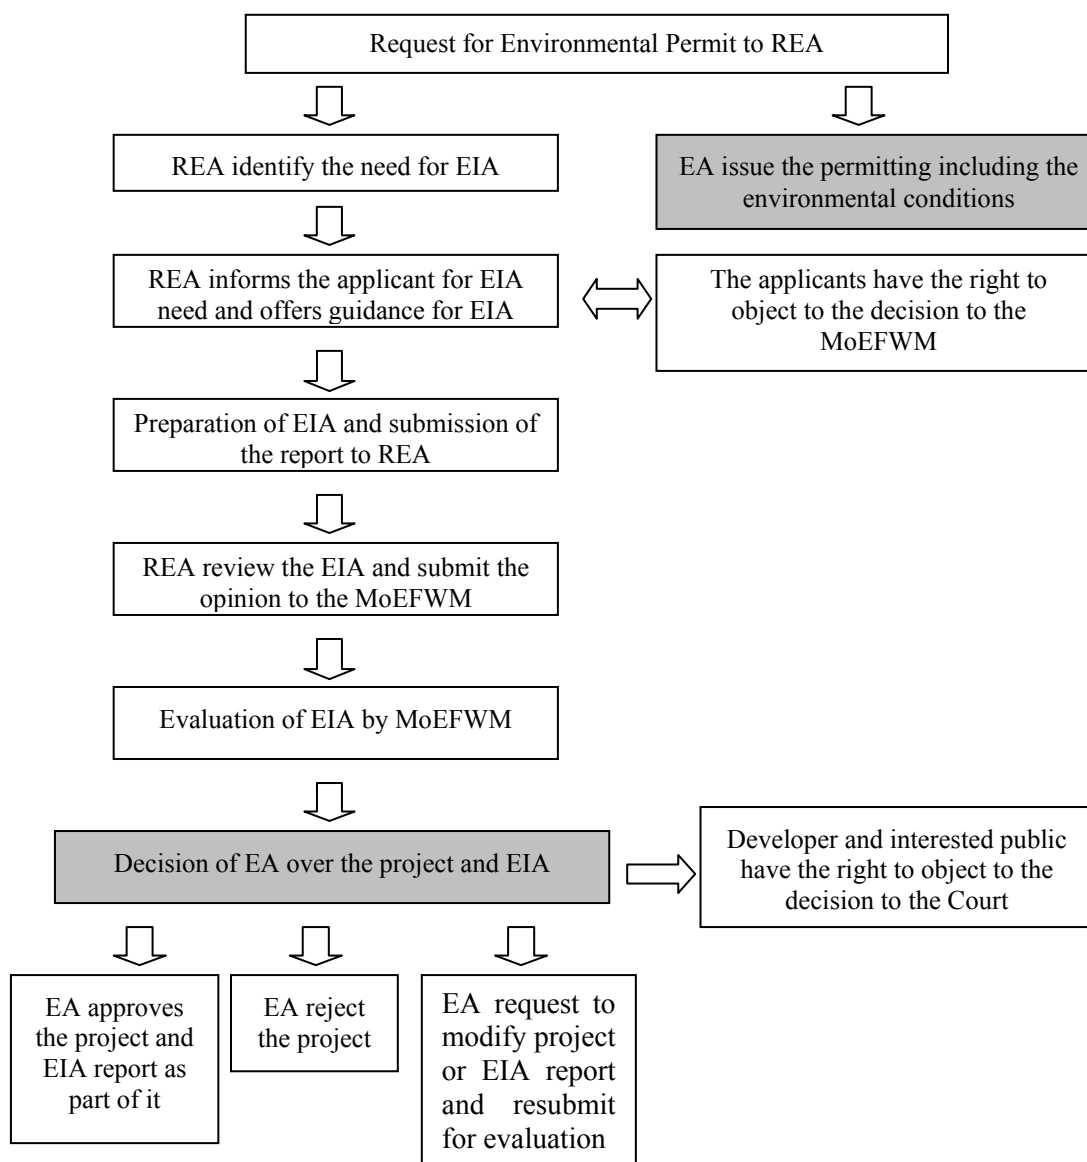 Request for Environmental Permit to REA
REA identify the need for EIA
EA issue the permitting including the
environmental conditions
REA informs the applicant for EIA
need and offers guidance for EIA
The applicants have the right to
object to the decision to the
MoEFWM
Preparation of EIA and submission of
the report to REA
REA review the EIA and submit the
opinion to the MoEFWM
Evaluation of EIA by MoEFWM
Decision of EA over the project and EIA
Developer and interested public
have the right to object to the
decision to the Court
EA approves
the project and
EIA report as
part of it
EA reject
the project
EA request to
modify project
or EIA report
and resubmit
for evaluation